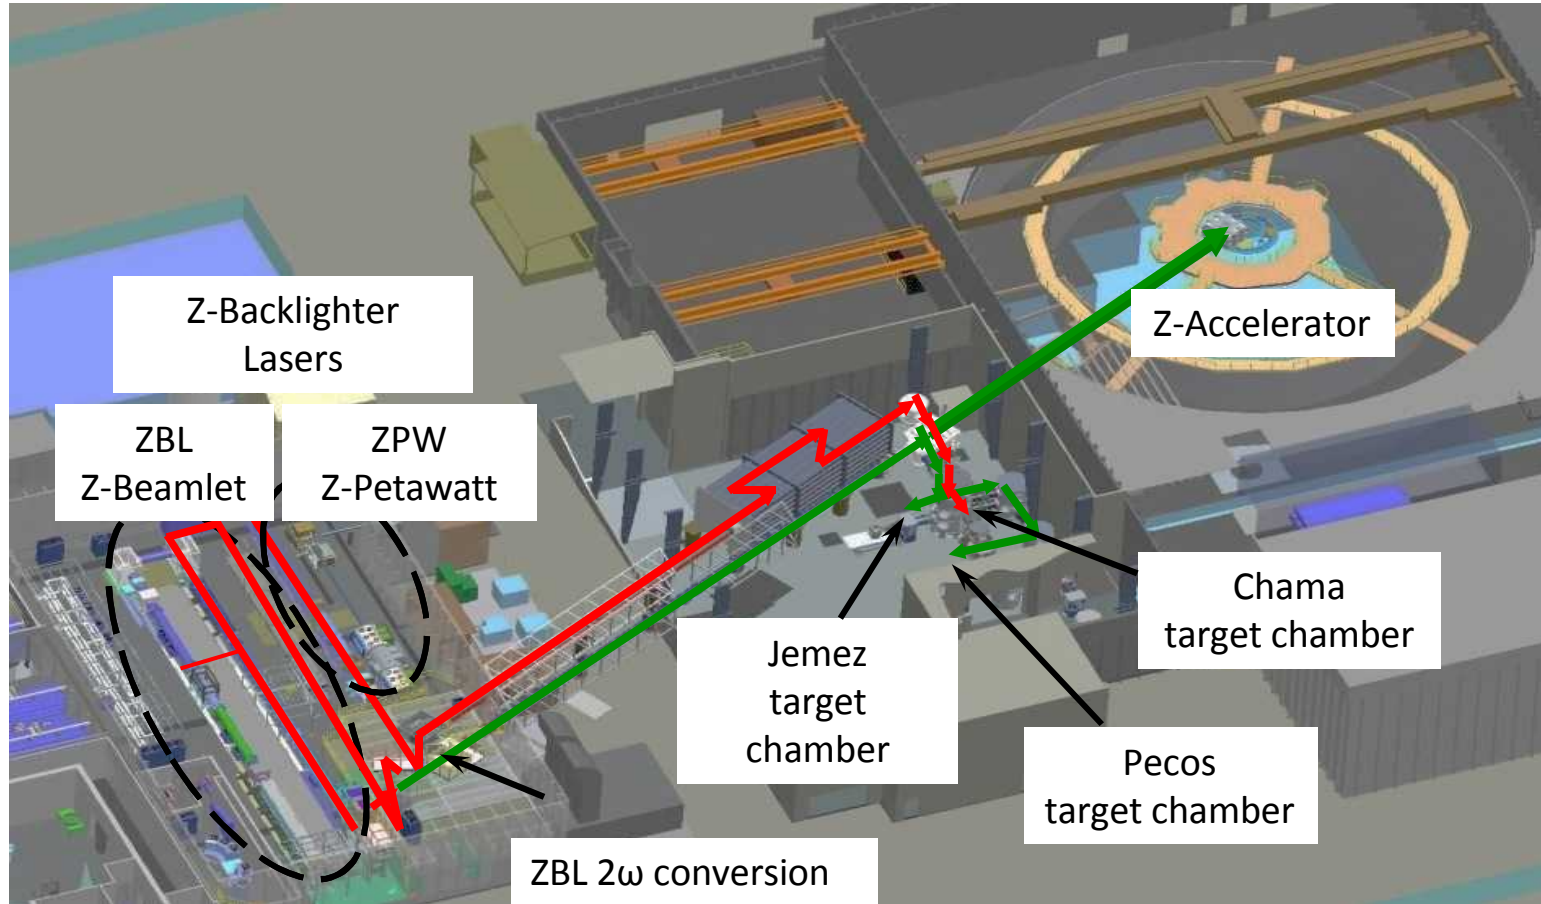 Z-Backlighter
Lasers
ZBL
Z-Beamlet
ZPW
Z-Petawatt
Z-Accelerator
Chama
target chamber
Jemez
target
chamber
Pecos
target chamber
ZBL 2ω conversion